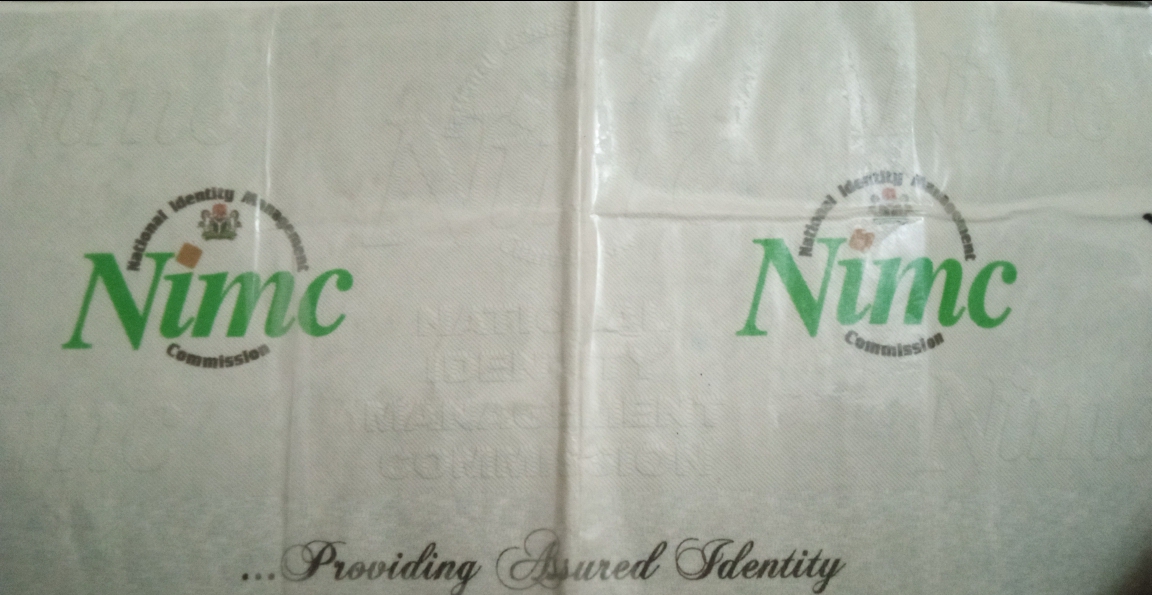 National Identity Management
Nimc
Commission
National Identity Management
Nimc
Commission
NATIONAL
IDENTITY
MANAGEMENT
COMMISSION
...Providing Assured Identity